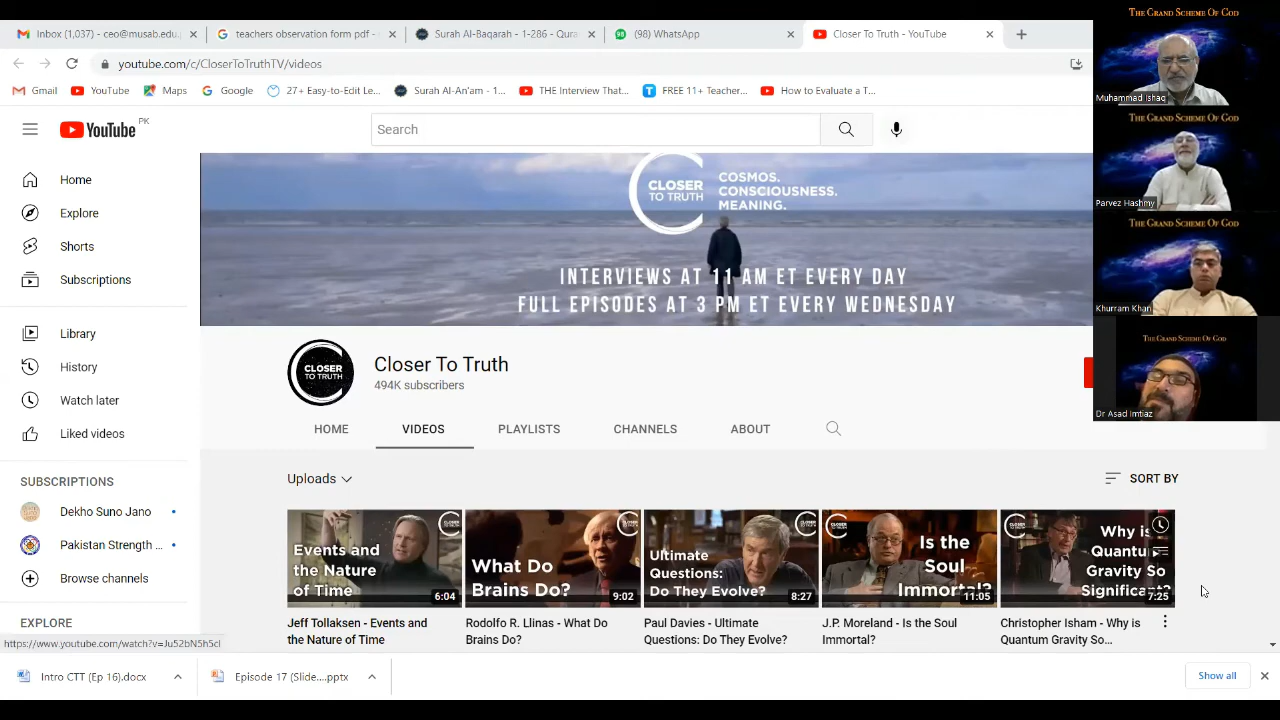 Inbox (1,037) - ceo@musab.edu.
teachers observation form pdf -
Surah Al-Baqarah - 1-286 - Qura
(98) WhatsApp
Closer To Truth - YouTube
youtube.com/c/CloserToTruthTV/videos
Gmail
YouTube
Maps
Google
27+ Easy-to-Edit Le...
Surah Al-An'am - 1...
THE Interview That...
FREE 11+ Teacher...
How to Evaluate a T...
YouTube PK
Search
Home
Explore
Shorts
Subscriptions
Library
History
Watch later
Liked videos
SUBSCRIPTIONS
Dekho Suno Jano
Pakistan Strength ...
Browse channels
EXPLORE
https://www.youtube.com/watch?v=Ju52bN5h5cI
CLOSER TO TRUTH
COSMOS.
CONSCIOUSNESS.
MEANING.
INTERVIEWS AT 11 AM ET EVERY DAY
FULL EPISODES AT 3 PM ET EVERY WEDNESDAY
CLOSER TO TRUTH
Closer To Truth
494K subscribers
HOME
VIDEOS
PLAYLISTS
CHANNELS
ABOUT
Uploads
SORT BY
Events and
the Nature
of Time
6:04
Jeff Tollaksen - Events and
the Nature of Time
What Do
Brains Do?
9:02
Rodolfo R. Llinas - What Do
Brains Do?
Ultimate
Questions:
Do They Evolve?
8:27
Paul Davies - Ultimate
Questions: Do They Evolve?
Is the
Soul
Immortal?
11:05
J.P. Moreland - Is the Soul
Immortal?
Why is
Quantum
Gravity So
Significant?
7:25
Christopher Isham - Why is
Quantum Gravity So...
THE GRAND SCHEME OF GOD
Muhammad Ishaq
THE GRAND SCHEME OF GOD
Parvez Hashmy
THE GRAND SCHEME OF GOD
Khurram Khan
THE GRAND SCHEME OF GOD
Dr Asad Imtiaz
Intro CTT (Ep 16).docx
Episode 17 (Slide....pptx
Show all